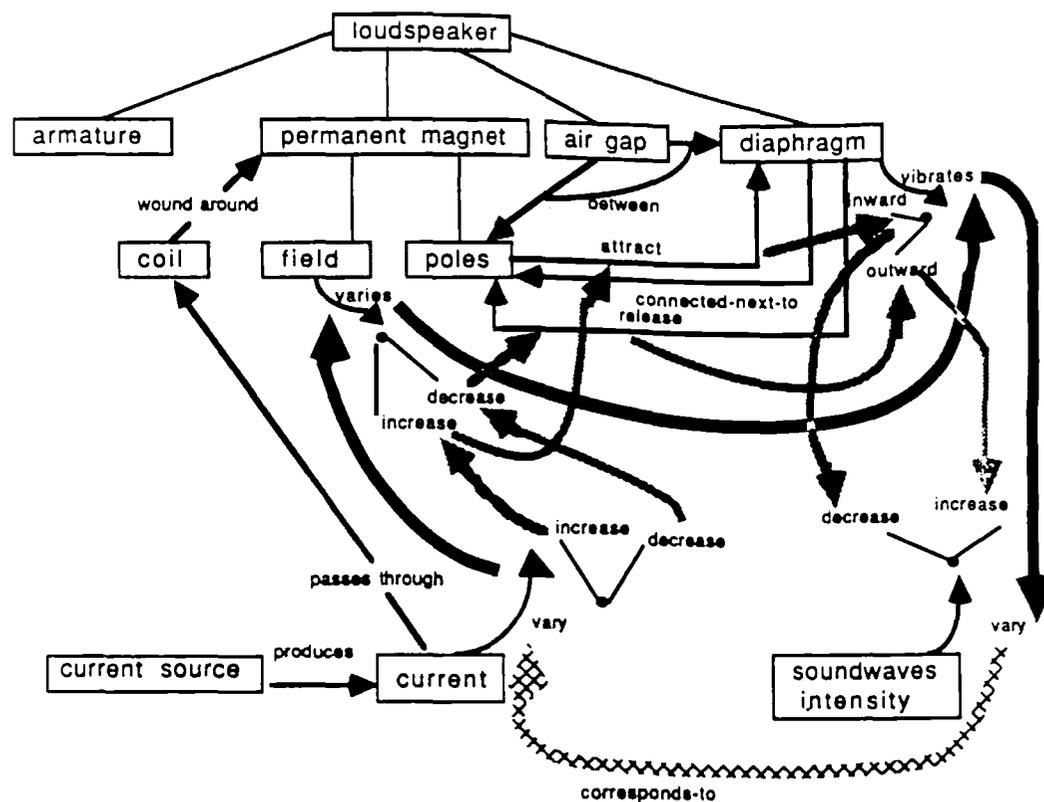 loudspeaker
armature
permanent magnet
air gap
diaphragm
vibrates
wound around
between
inward
coil
field
poles
attract
outward
varies
connected-next-to
release
decrease
increase
increase
decrease
decrease
increase
passes through
vary
vary
current source
produces
current
soundwaves
intensity
corresponds-to